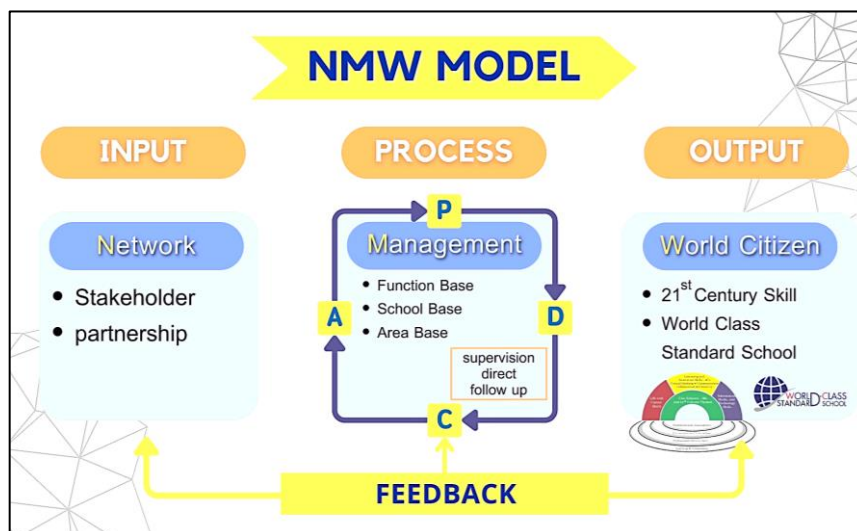 NMW MODEL
INPUT
PROCESS
OUTPUT
Network
• Stakeholder
• partnership
P
Management
• Function Base
• School Base
• Area Base
A
D
supervision
direct
follow up
C
World Citizen
• 21st Century Skill
• World Class
Standard School
WORLD CLASS
STANDARD SCHOOL
FEEDBACK